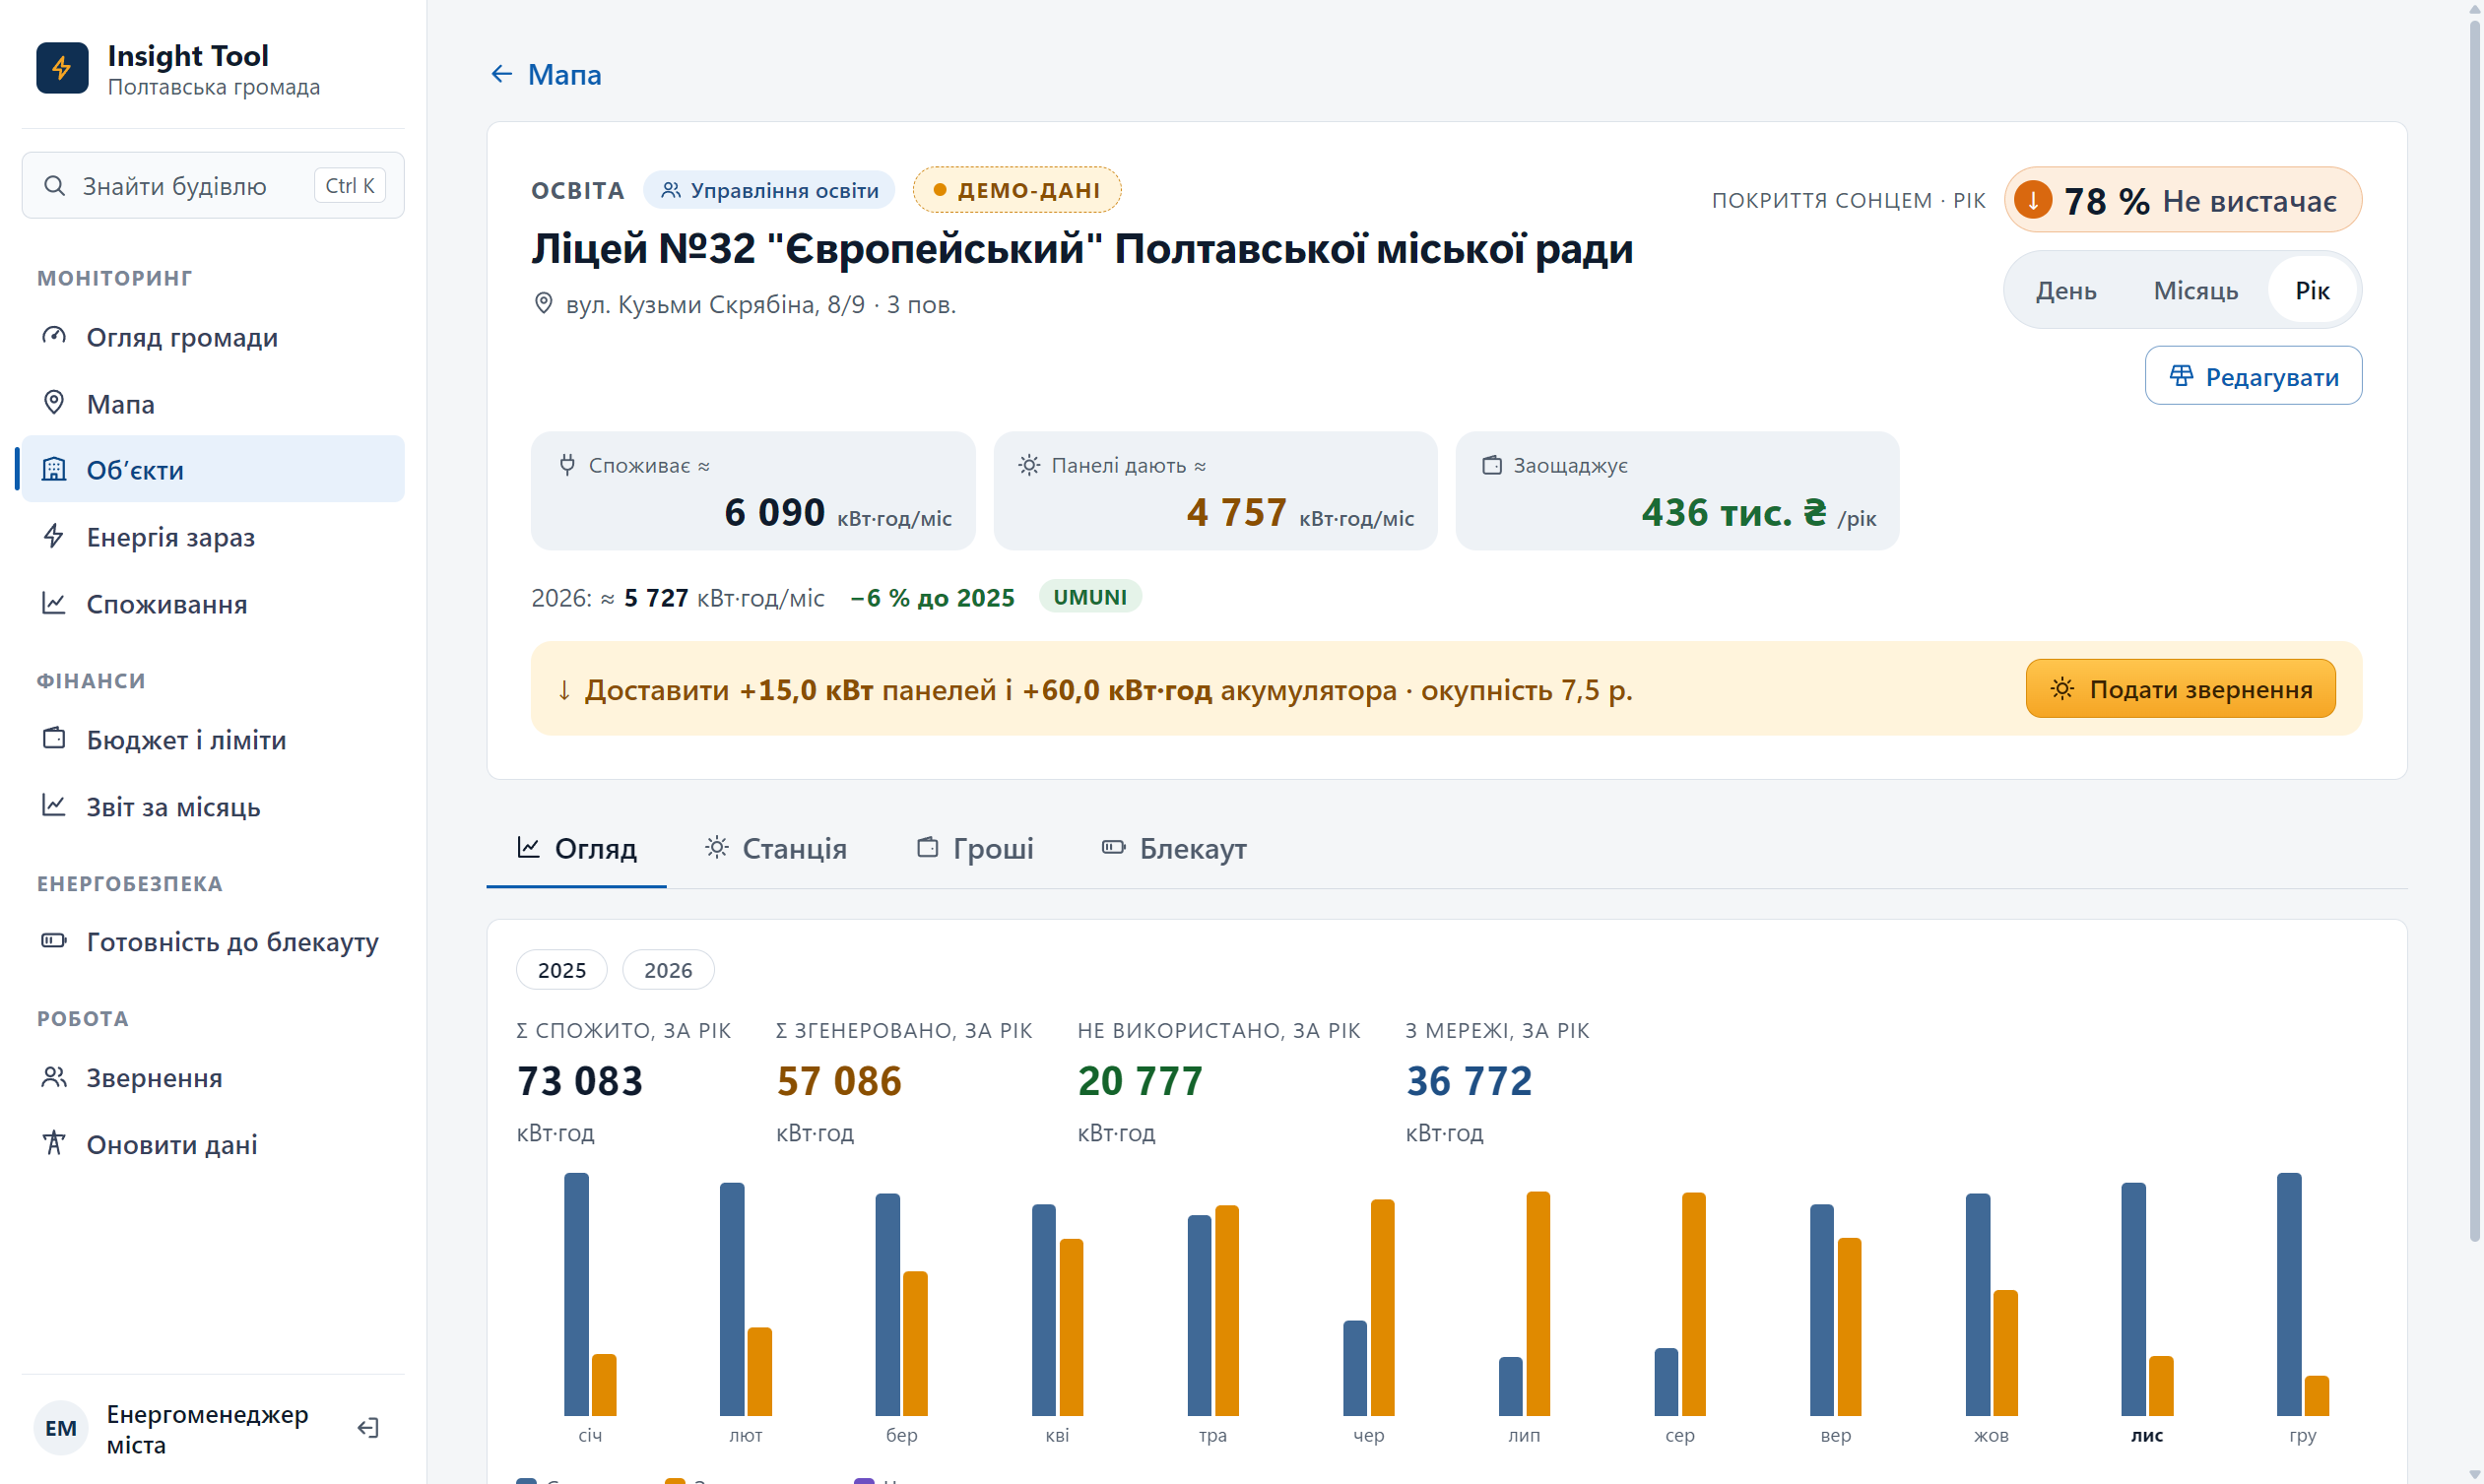 Insight Tool
Полтавська громада
Знайти будівлю
Ctrl K
МОНІТОРИНГ
Огляд громади
Мапа
Об'єкти
Енергія зараз
Споживання
ФІНАНСИ
Бюджет і ліміти
Звіт за місяць
ЕНЕРГОБЕЗПЕКА
Готовність до блекауту
РОБОТА
Звернення
Оновити дані
ЕМ
Енергоменеджер
міста
← Мапа
ОСВІТА
Управління освіти
ДЕМО-ДАНІ
Ліцей №32 "Європейський" Полтавської міської ради
вул. Кузьми Скрябіна, 8/9 · 3 пов.
ПОКРИТТЯ СОНЦЕМ · РІК
↓ 78 % Не вистачає
День
Місяць
Рік
Редагувати
Споживає ≈
6 090 кВт·год/міс
Панелі дають ≈
4 757 кВт·год/міс
Заощаджує
436 тис. ₴ /рік
2026: ≈ 5 727 кВт·год/міс −6 % до 2025 UMUNI
↓ Доставити +15,0 кВт панелей і +60,0 кВт·год акумулятора · окупність 7,5 р.
Подати звернення
Огляд
Станція
Гроші
Блекаут
2025
2026
Σ СПОЖИТО, ЗА РІК
73 083
кВт·год
Σ ЗГЕНЕРОВАНО, ЗА РІК
57 086
кВт·год
НЕ ВИКОРИСТАНО, ЗА РІК
20 777
кВт·год
З МЕРЕЖІ, ЗА РІК
36 772
кВт·год
січ
лют
бер
кві
тра
чер
лип
сер
вер
жов
лис
гру